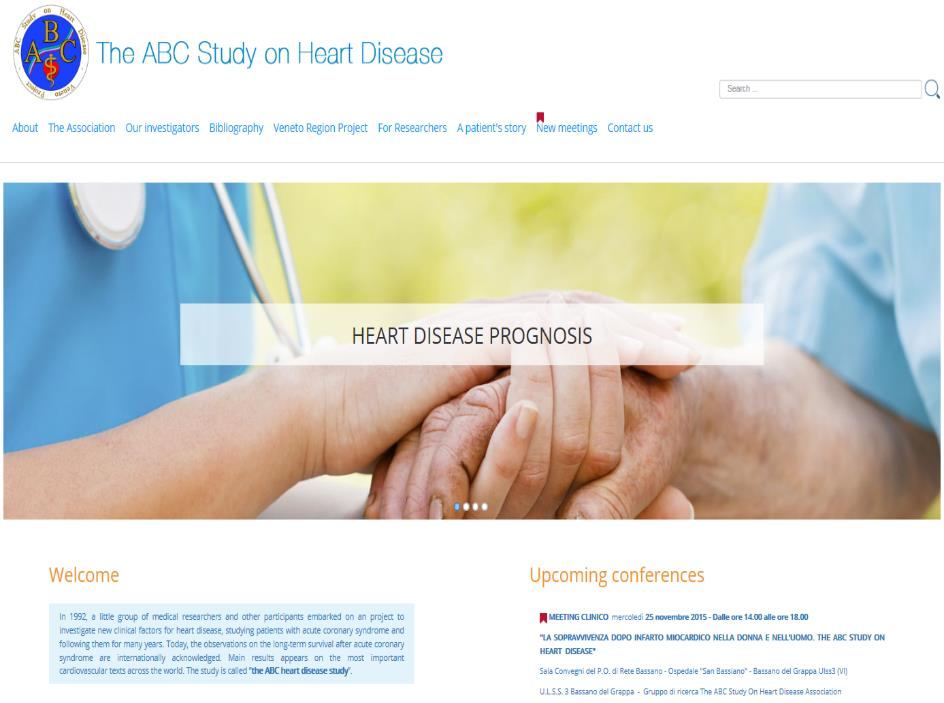 ABC Study on Heart Disease
A B C
Veneto Project
The ABC Study on Heart Disease
Search ...
About The Association Our investigators Bibliography Veneto Region Project For Researchers A patient's story New meetings Contact us
HEART DISEASE PROGNOSIS
Welcome
In 1992, a little group of medical researchers and other participants embarked on an project to
investigate new clinical factors for heart disease, studying patients with acute coronary syndrome and
following them for many years. Today, the observations on the long-term survival after acute coronary
syndrome are internationally acknowledged. Main results appears on the most important
cardiovascular texts across the world. The study is called "the ABC heart disease study".
Upcoming conferences
MEETING CLINICO mercoledì 25 novembre 2015 - Dalle ore 14.00 alle ore 18.00
"LA SOPRAVVIVENZA DOPO INFARTO MIOCARDICO NELLA DONNA E NELL'UOMO. THE ABC STUDY ON
HEART DISEASE"
Sala Convegni del P.O. di Rete Bassano - Ospedale "San Bassiano" - Bassano del Grappa Ulss3 (VI)
U.L.S.S. 3 Bassano del Grappa - Gruppo di ricerca The ABC Study On Heart Disease Association